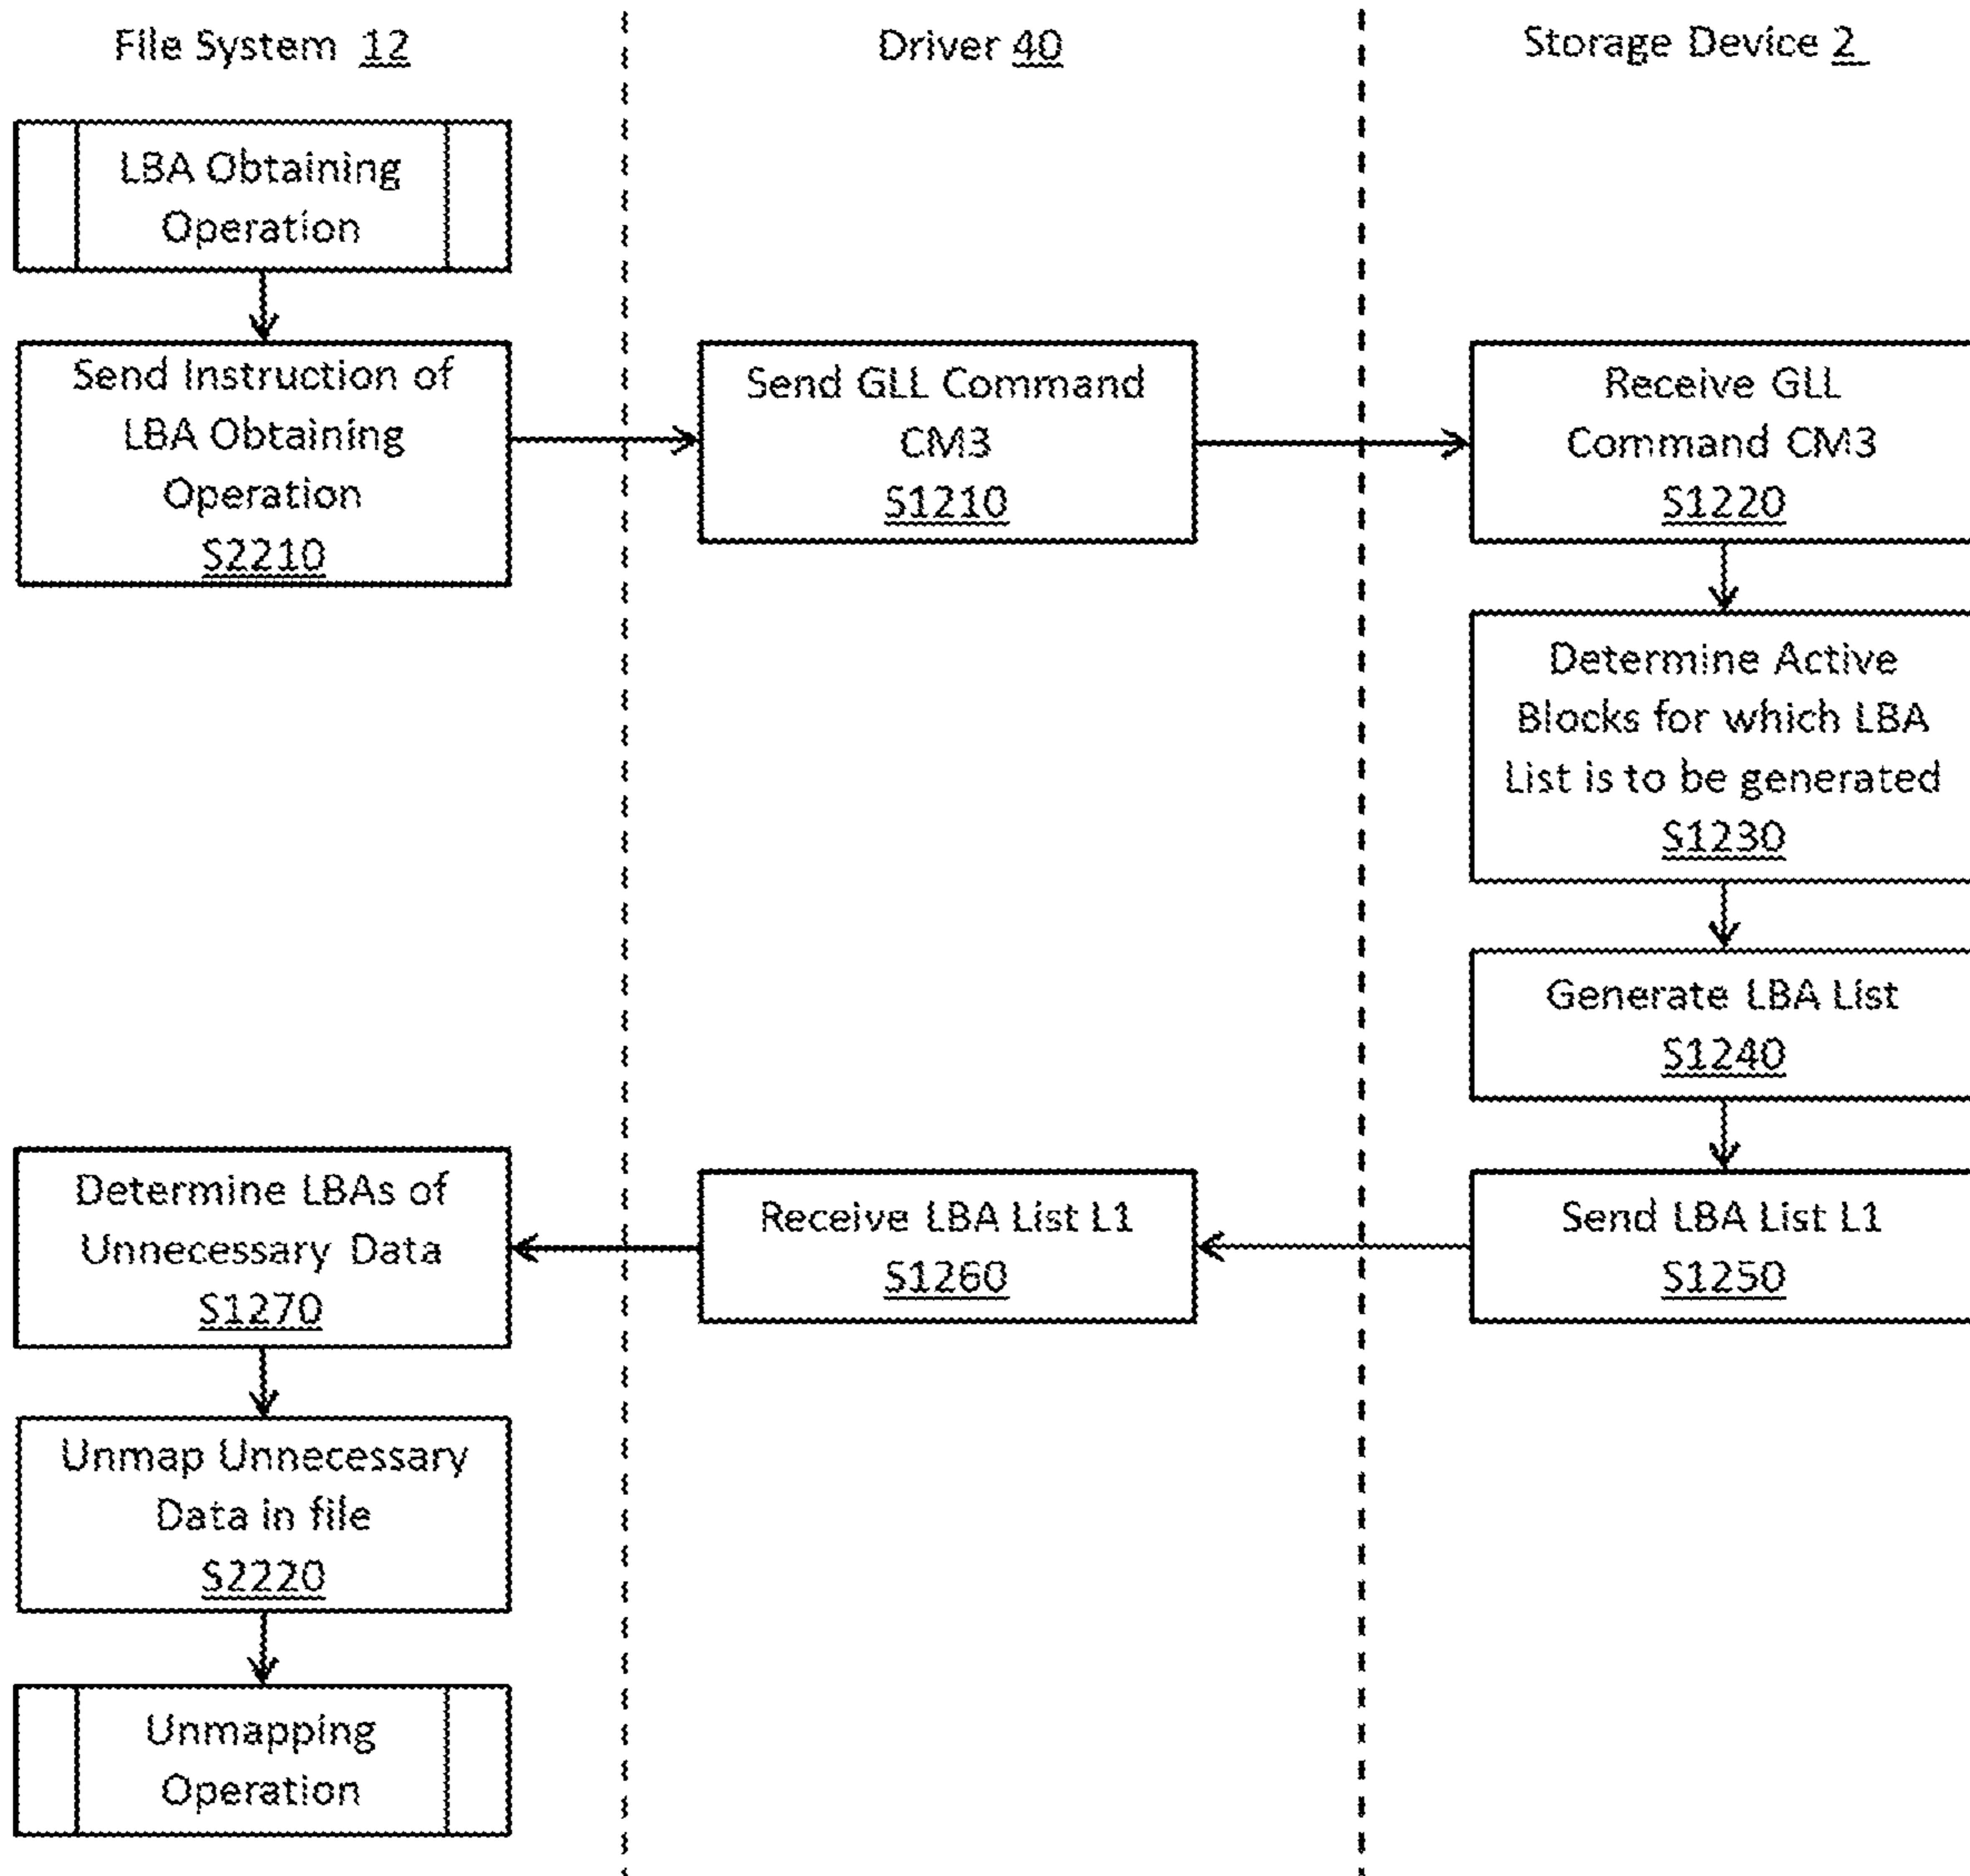 File System 12
Driver 40
Storage Device 2
LBA Obtaining
Operation
Send Instruction of
LBA Obtaining
Operation
S2210
Send GLL Command
CM3
S1210
Receive GLL
Command CM3
S1220
Determine Active
Blocks for which LBA
List is to be generated
S1230
Generate LBA List
S1240
Send LBA List L1
S1250
Receive LBA List L1
S1260
Determine LBAs of
Unnecessary Data
S1270
Unmap Unnecessary
Data in file
S2220
Unmapping
Operation